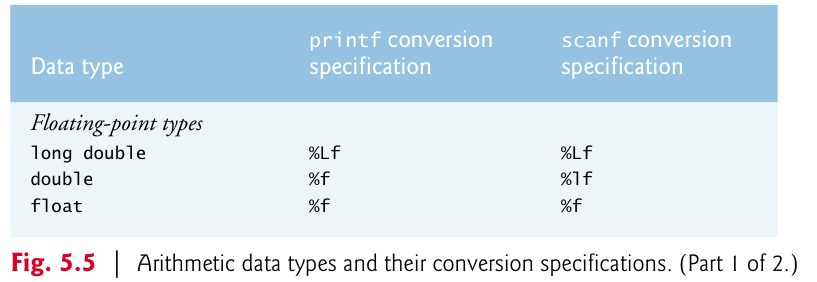 Data type printf conversion specification scanf conversion specification
Floating-point types
long double %Lf %Lf
double %f %lf
float %f %f
Fig. 5.5 | Arithmetic data types and their conversion specifications. (Part 1 of 2.)